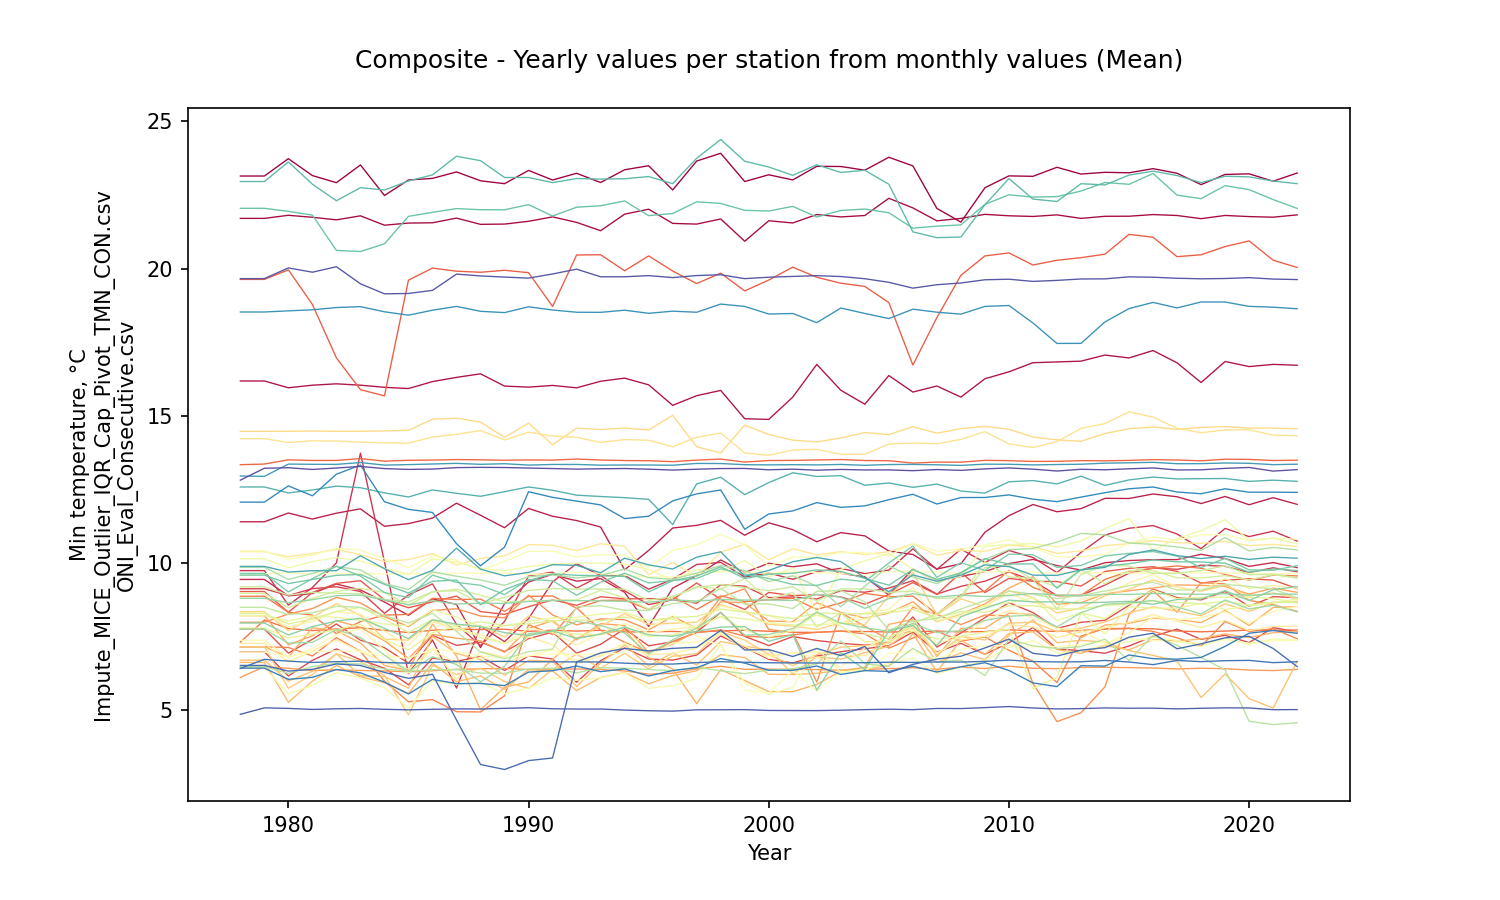 Composite - Yearly values per station from monthly values (Mean)
Min temperature, °C
Impute_MICE_Outlier_IQR_Cap_Pivot_TMN_CON.csv
ONI_Eval_Consecutive.csv
25
20
15
10
5
1980
1990
2000
2010
2020
Year